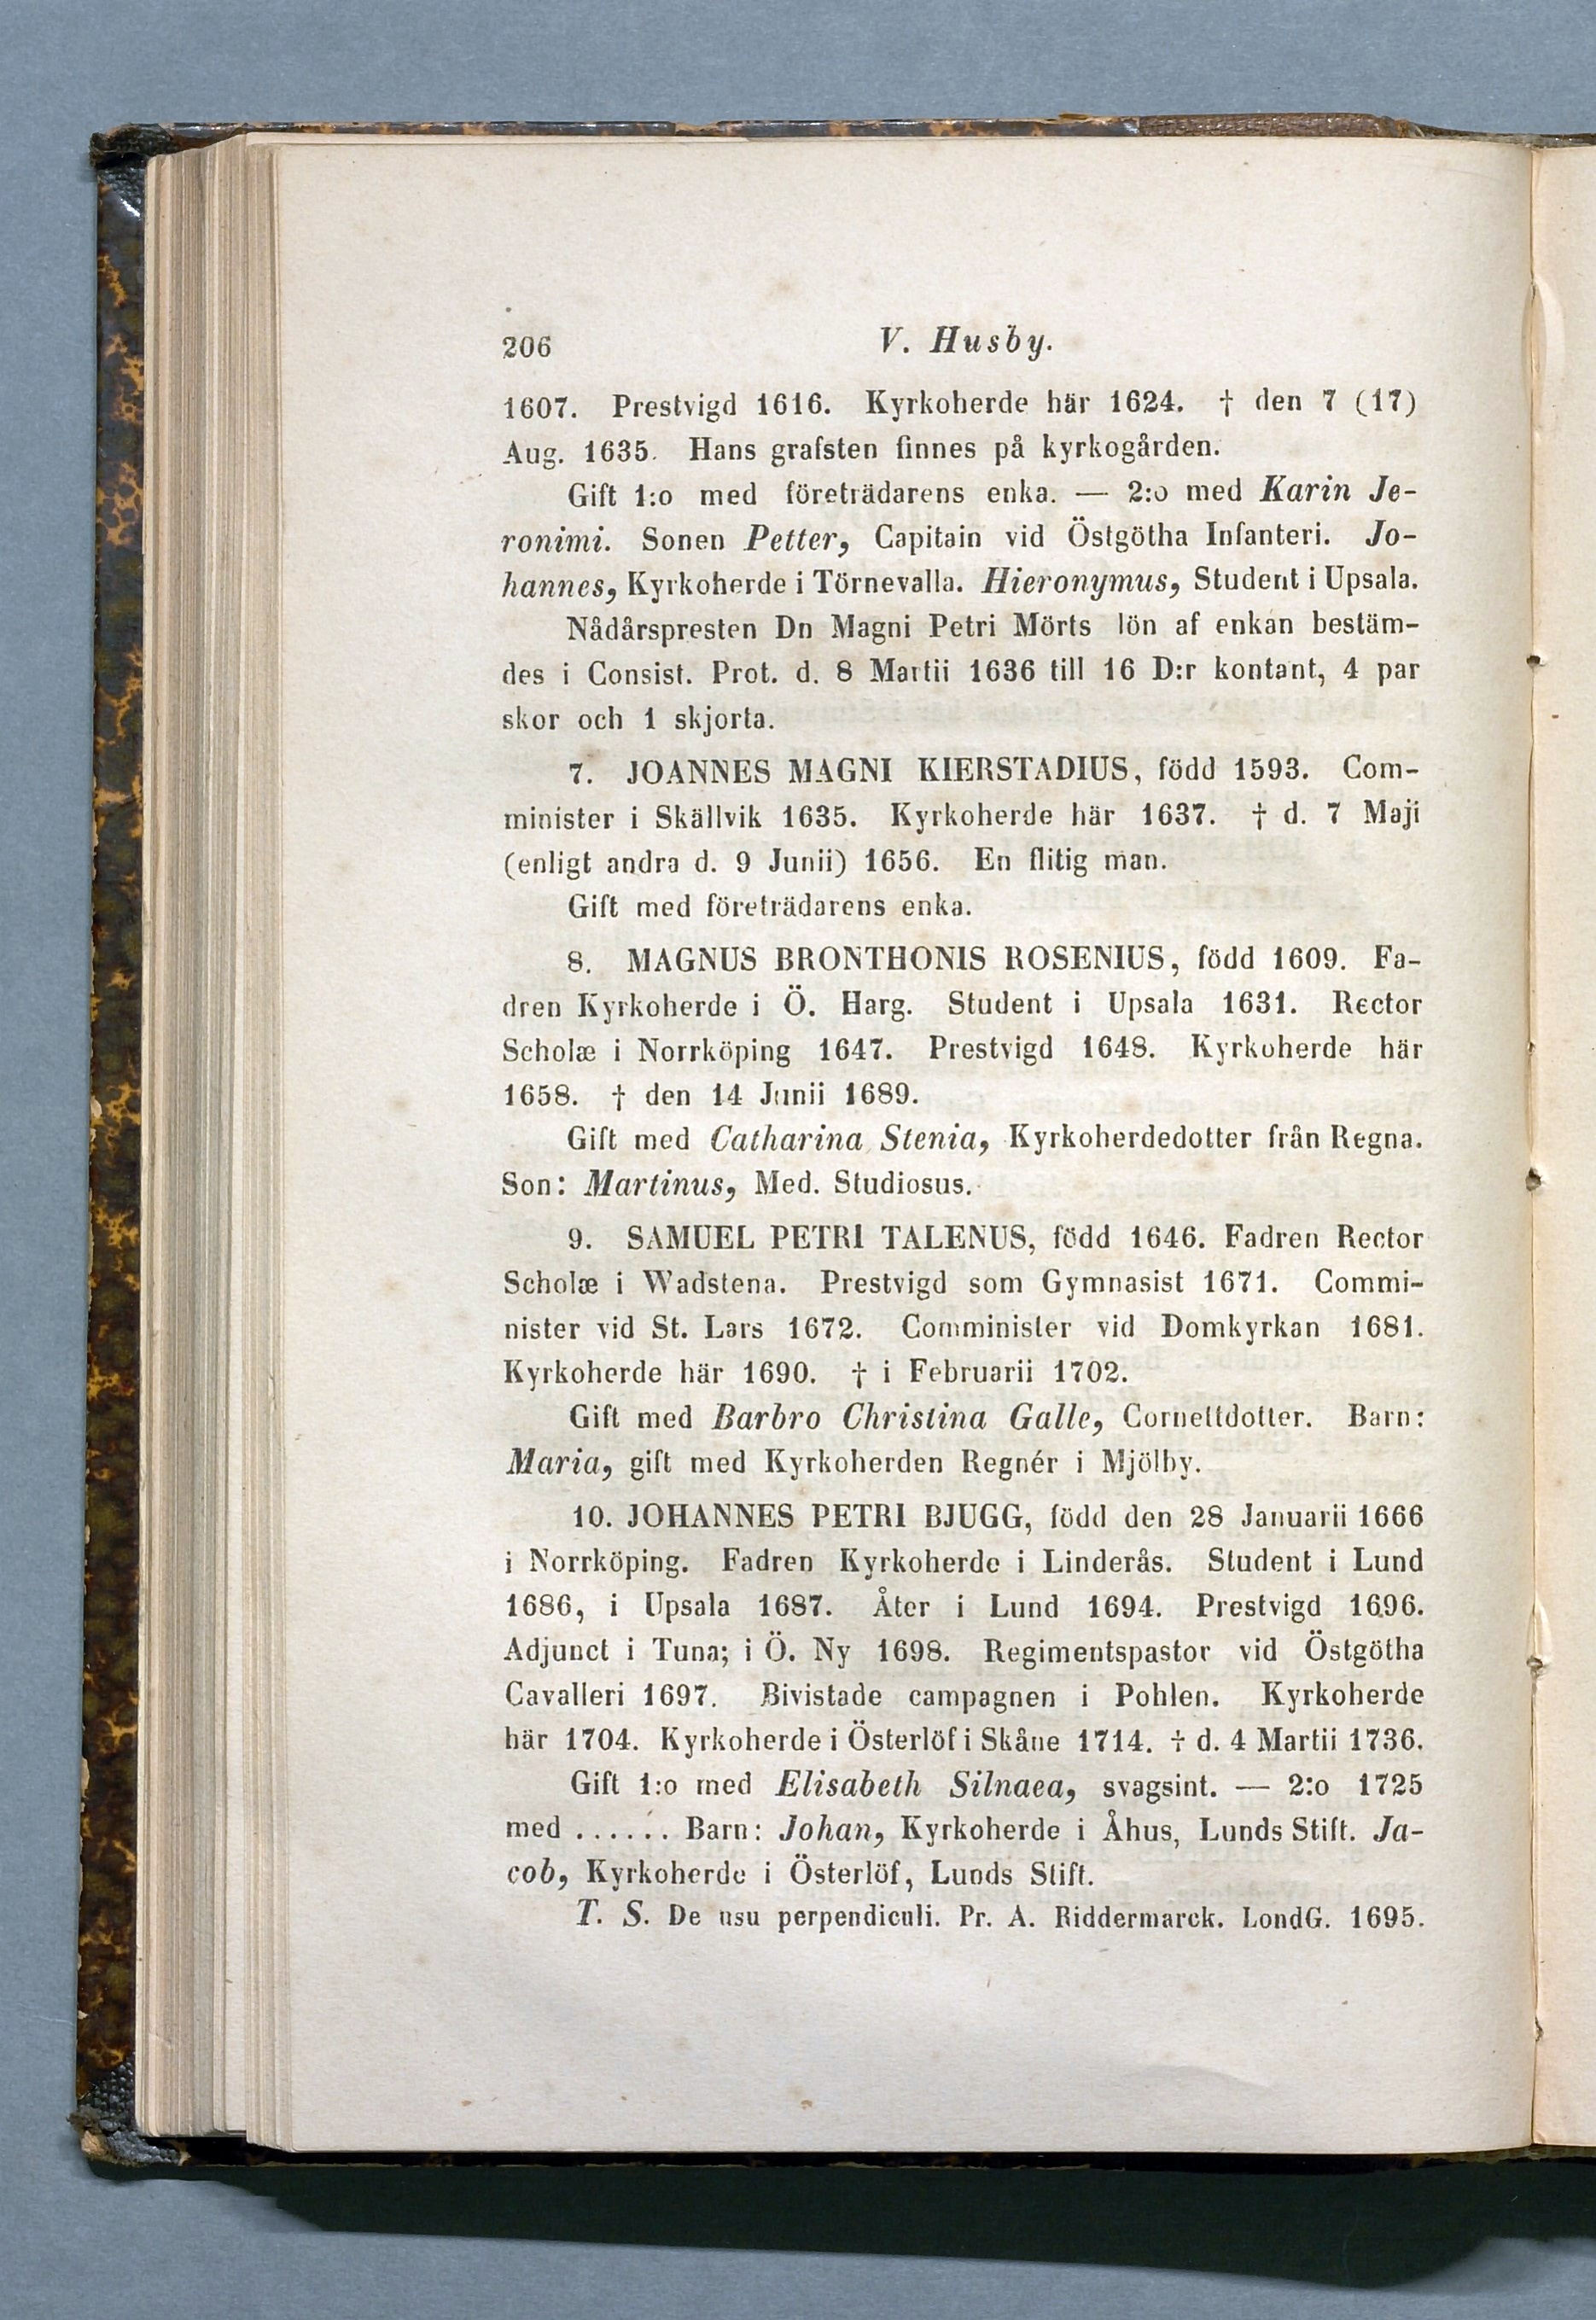 206 V. Husby.
1607. Prestvigd 1616. Kyrkoherde här 1624. † den 7 (17)
Aug. 1635. Hans grafsten finnes på kyrkogården.
Gift 1:o med företrädarens enka. — 2:o med Karin Je-
ronimi. Sonen Petter, Capitain vid Östgötha Infanteri. Jo-
hannes, Kyrkoherde i Törnevalla. Hieronymus, Student i Upsala.
Nådårspresten Dn Magni Petri Mörts lön af enkan bestäm-
des i Consist. Prot. d. 8 Martii 1636 till 16 D:r kontant, 4 par
skor och 1 skjorta.
7. JOANNES MAGNI KIERSTADIUS, född 1593. Com-
minister i Skällvik 1635. Kyrkoherde här 1637. † d. 7 Maji
(enligt andra d. 9 Junii) 1656. En flitig man.
Gift med företrädarens enka.
8. MAGNUS BRONTHONIS ROSENIUS, född 1609. Fa-
dren Kyrkoherde i Ö. Harg. Student i Upsala 1631. Rector
Scholæ i Norrköping 1647. Prestvigd 1648. Kyrkoherde här
1658. † den 14 Junii 1689.
Gift med Catharina Stenia, Kyrkoherdedotter från Regna.
Son: Martinus, Med. Studiosus.
9. SAMUEL PETRI TALENUS, född 1646. Fadren Rector
Scholæ i Wadstena. Prestvigd som Gymnasist 1671. Commi-
nister vid St. Lars 1672. Comminister vid Domkyrkan 1681.
Kyrkoherde här 1690. † i Februarii 1702.
Gift med Barbro Christina Galle, Cornettdotter. Barn:
Maria, gift med Kyrkoherden Regnér i Mjölby.
10. JOHANNES PETRI BJUGG, född den 28 Januarii 1666
i Norrköping. Fadren Kyrkoherde i Linderås. Student i Lund
1686, i Upsala 1687. Åter i Lund 1694. Prestvigd 1696.
Adjunct i Tuna; i Ö. Ny 1698. Regimentspastor vid Östgötha
Cavalleri 1697. Bivistade campagnen i Pohlen. Kyrkoherde
här 1704. Kyrkoherde i Österlöf i Skåne 1714. † d. 4 Martii 1736.
Gift 1:o med Elisabeth Silnaea, svagsint. — 2:o 1725
med . . . . . . Barn: Johan, Kyrkoherde i Åhus, Lunds Stift. Ja-
cob, Kyrkoherde i Österlöf, Lunds Stift.
T. S. De usu perpendiculi. Pr. A. Riddermarck. LondG. 1695.